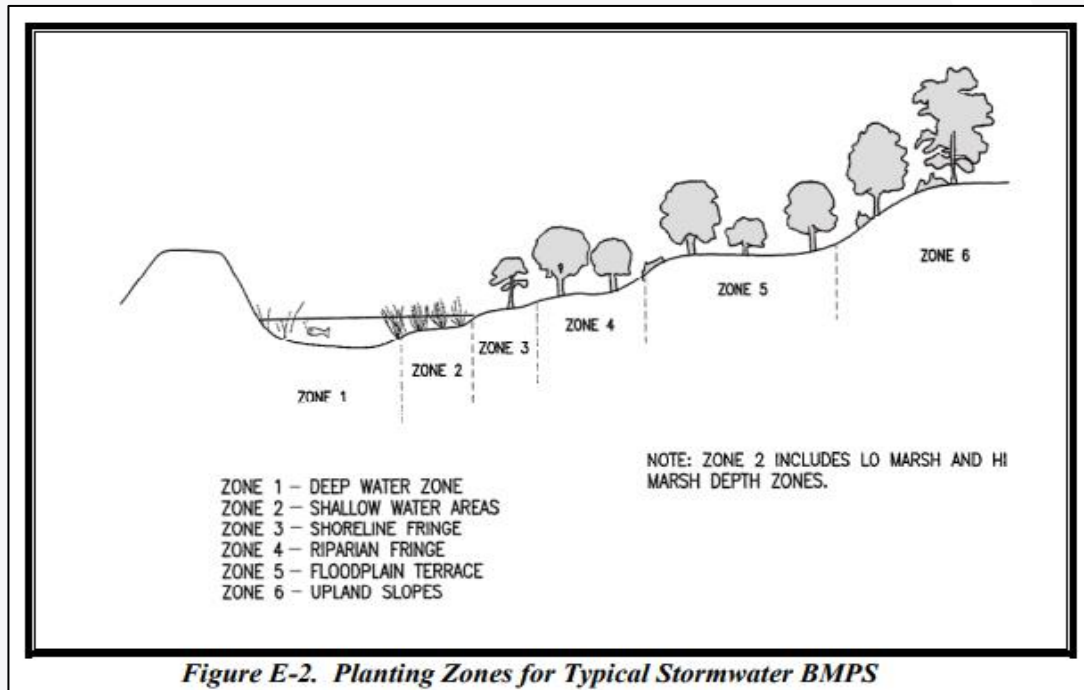 ZONE 6
ZONE 5
ZONE 4
ZONE 3
ZONE 2
ZONE 1
NOTE: ZONE 2 INCLUDES LO MARSH AND HI
MARSH DEPTH ZONES.
ZONE 1 – DEEP WATER ZONE
ZONE 2 – SHALLOW WATER AREAS
ZONE 3 – SHORELINE FRINGE
ZONE 4 – RIPARIAN FRINGE
ZONE 5 – FLOODPLAIN TERRACE
ZONE 6 – UPLAND SLOPES
Figure E-2. Planting Zones for Typical Stormwater BMPS